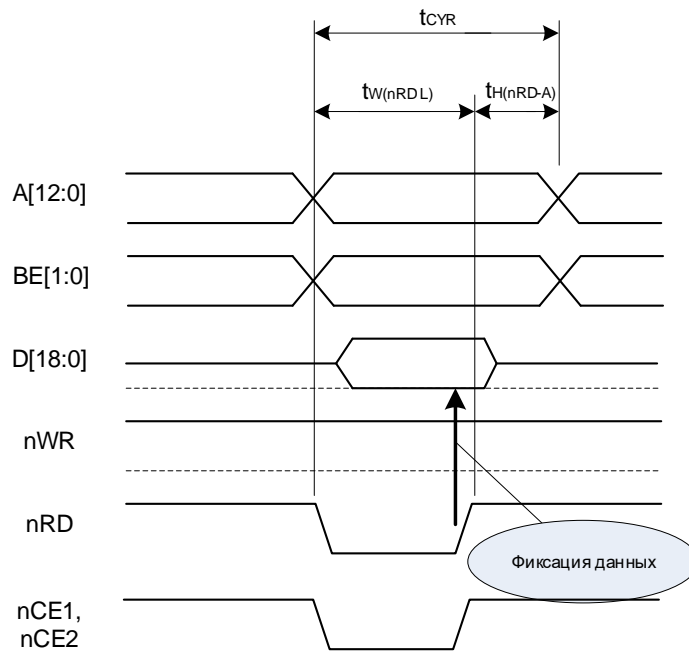 tCYR
tW(nRD L)
tH(nRD-A)
A[12:0]
BE[1:0]
D[18:0]
nWR
nRD
Фиксация данных
nCE1,
nCE2